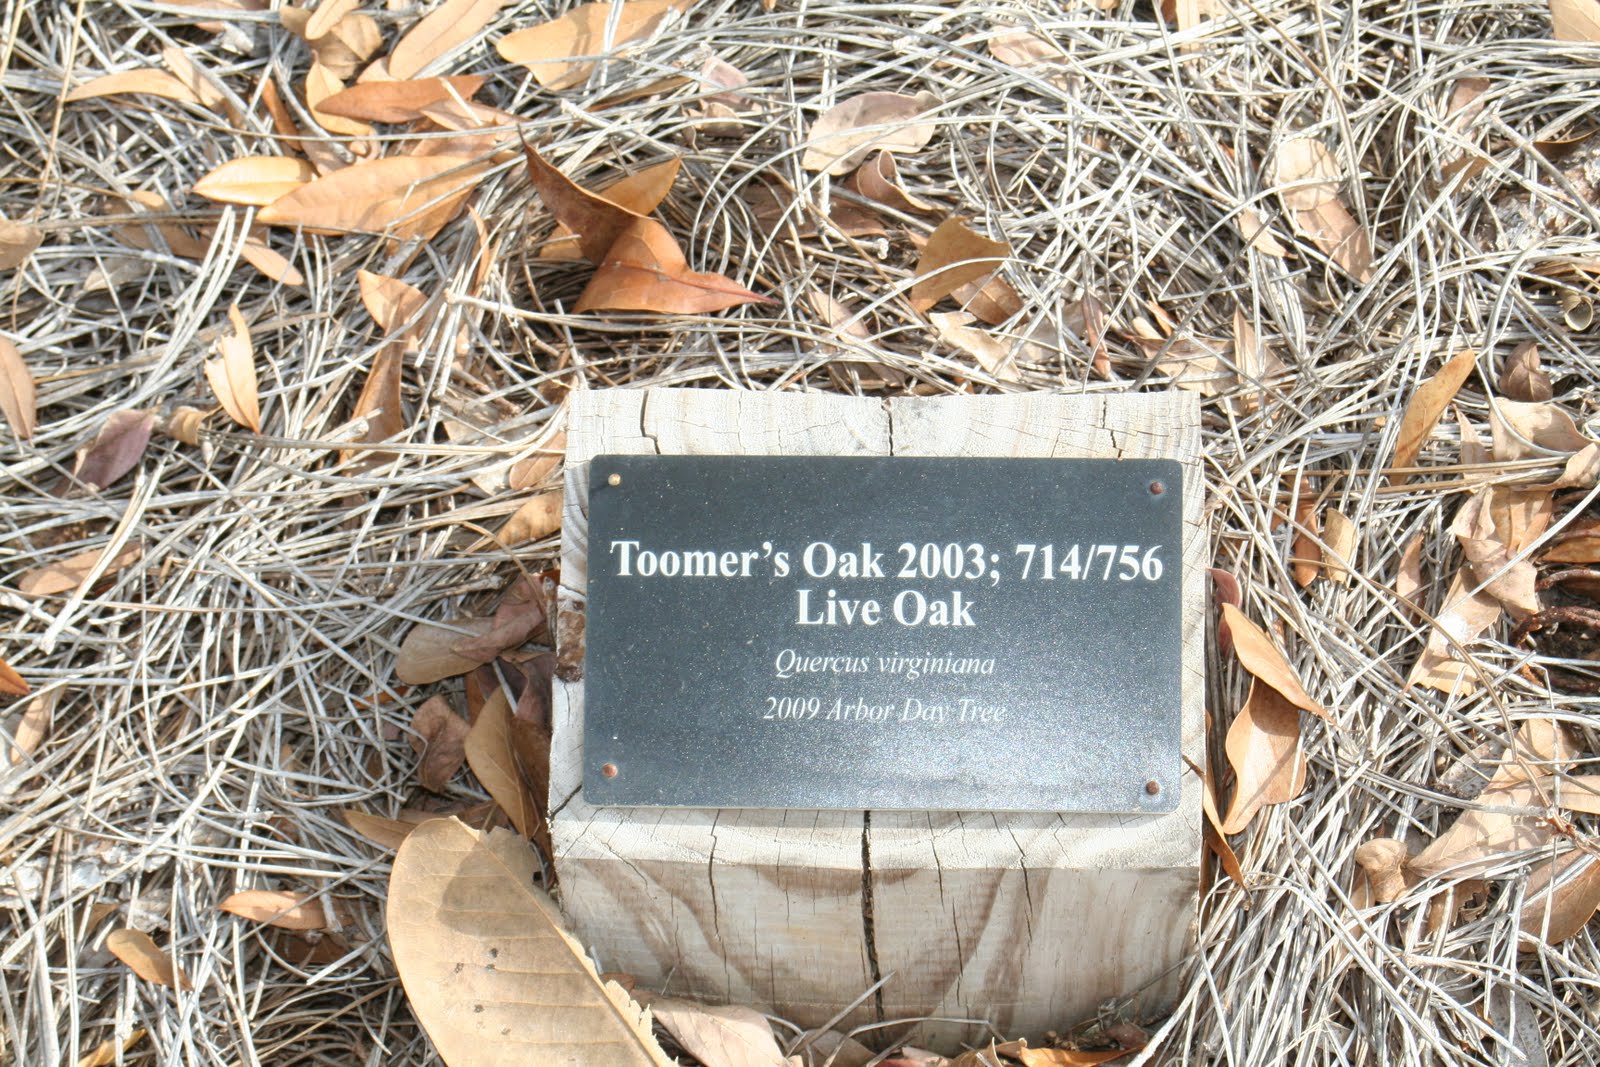 Toomer's Oak 2003; 714/756
Live Oak
Quercus virginiana
2009 Arbor Day Tree